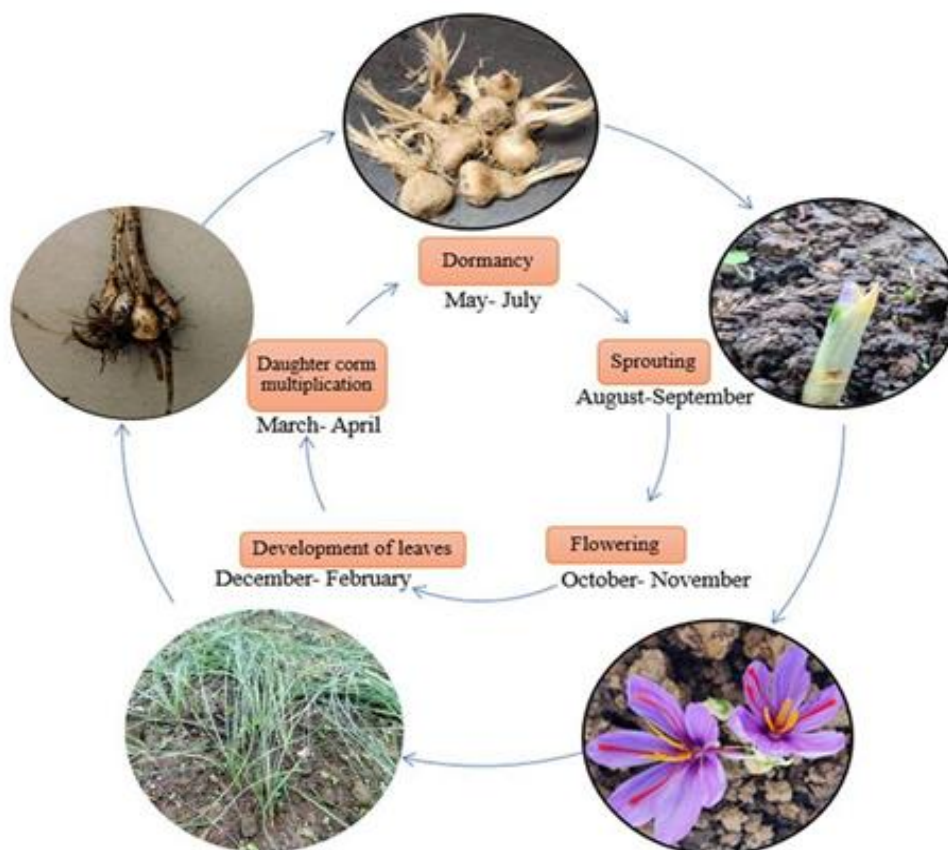 Dormancy
May- July
Sprouting
August-September
Flowering
October- November
Development of leaves
December- February
Daughter corm
multiplication
March- April